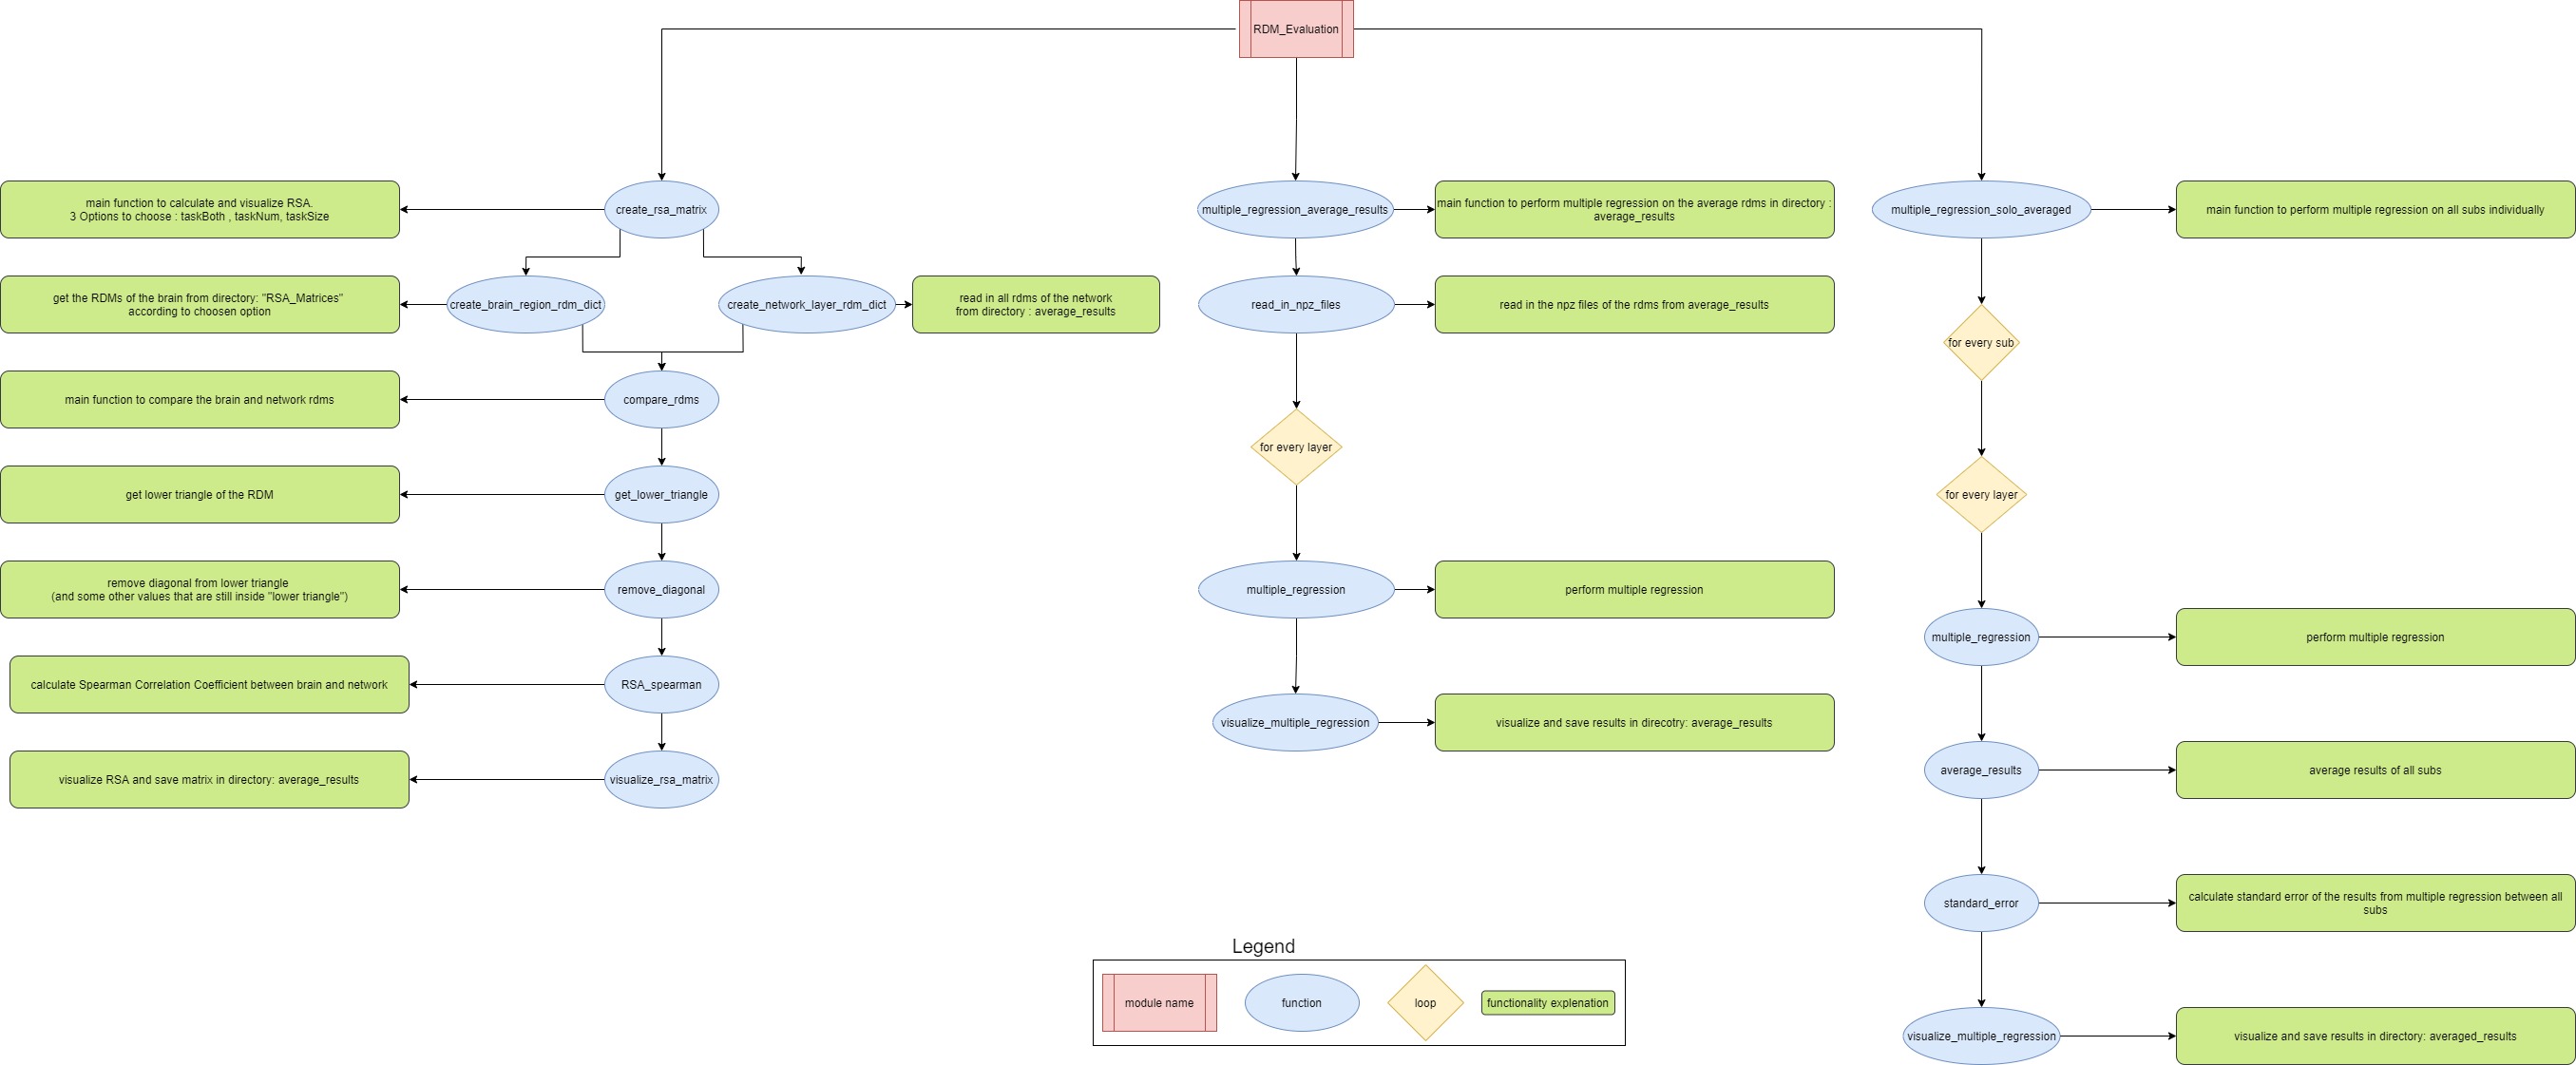 RDM_Evaluation
create_rsa_matrix
main function to calculate and visualize RSA.
3 Options to choose : taskBoth , taskNum, taskSize
create_brain_region_rdm_dict
get the RDMs of the brain from directory: "RSA_Matrices"
according to choosen option
create_network_layer_rdm_dict
read in all rdms of the network
from directory : average_results
compare_rdms
main function to compare the brain and network rdms
get_lower_triangle
get lower triangle of the RDM
remove_diagonal
remove diagonal from lower triangle
(and some other values that are still inside "lower triangle")
RSA_spearman
calculate Spearman Correlation Coefficient between brain and network
visualize_rsa_matrix
visualize RSA and save matrix in directory: average_results
multiple_regression_average_results
main function to perform multiple regression on the average rdms in directory :
average_results
read_in_npz_files
read in the npz files of the rdms from average_results
for every layer
multiple_regression
perform multiple regression
visualize_multiple_regression
visualize and save results in direcotry: average_results
multiple_regression_solo_averaged
main function to perform multiple regression on all subs individually
for every sub
for every layer
multiple_regression
perform multiple regression
average_results
average results of all subs
standard_error
calculate standard error of the results from multiple regression between all
subs
visualize_multiple_regression
visualize and save results in directory: averaged_results
Legend
module name
function
loop
functionality explenation